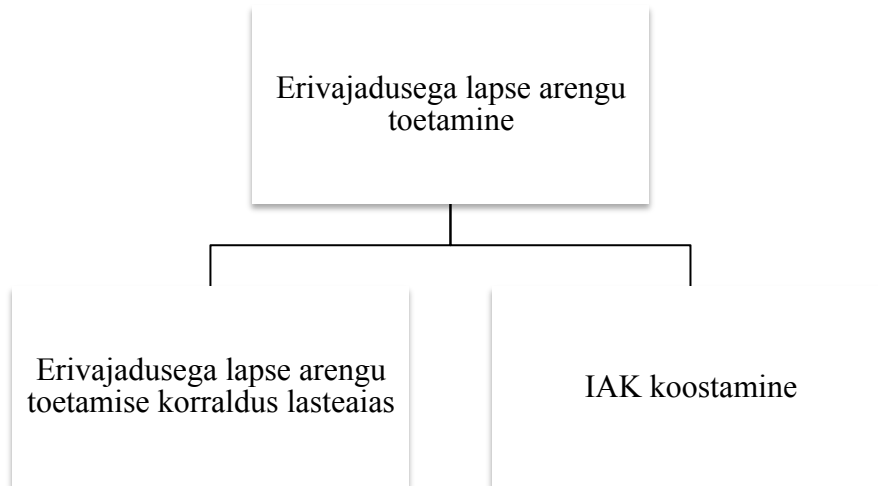 Erivajadusega lapse arengu
toetamine
Erivajadusega lapse arengu
toetamise korraldus lasteaias
IAK koostamine